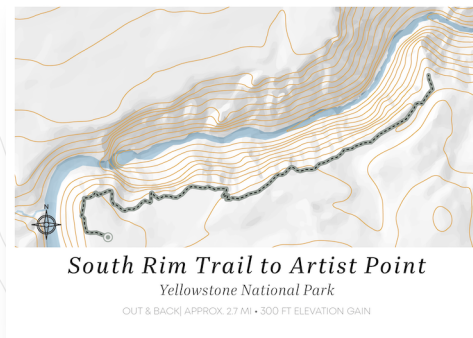 N
South Rim Trail to Artist Point
Yellowstone National Park
OUT & BACK| APPROX. 2.7 MI • 300 FT ELEVATION GAIN